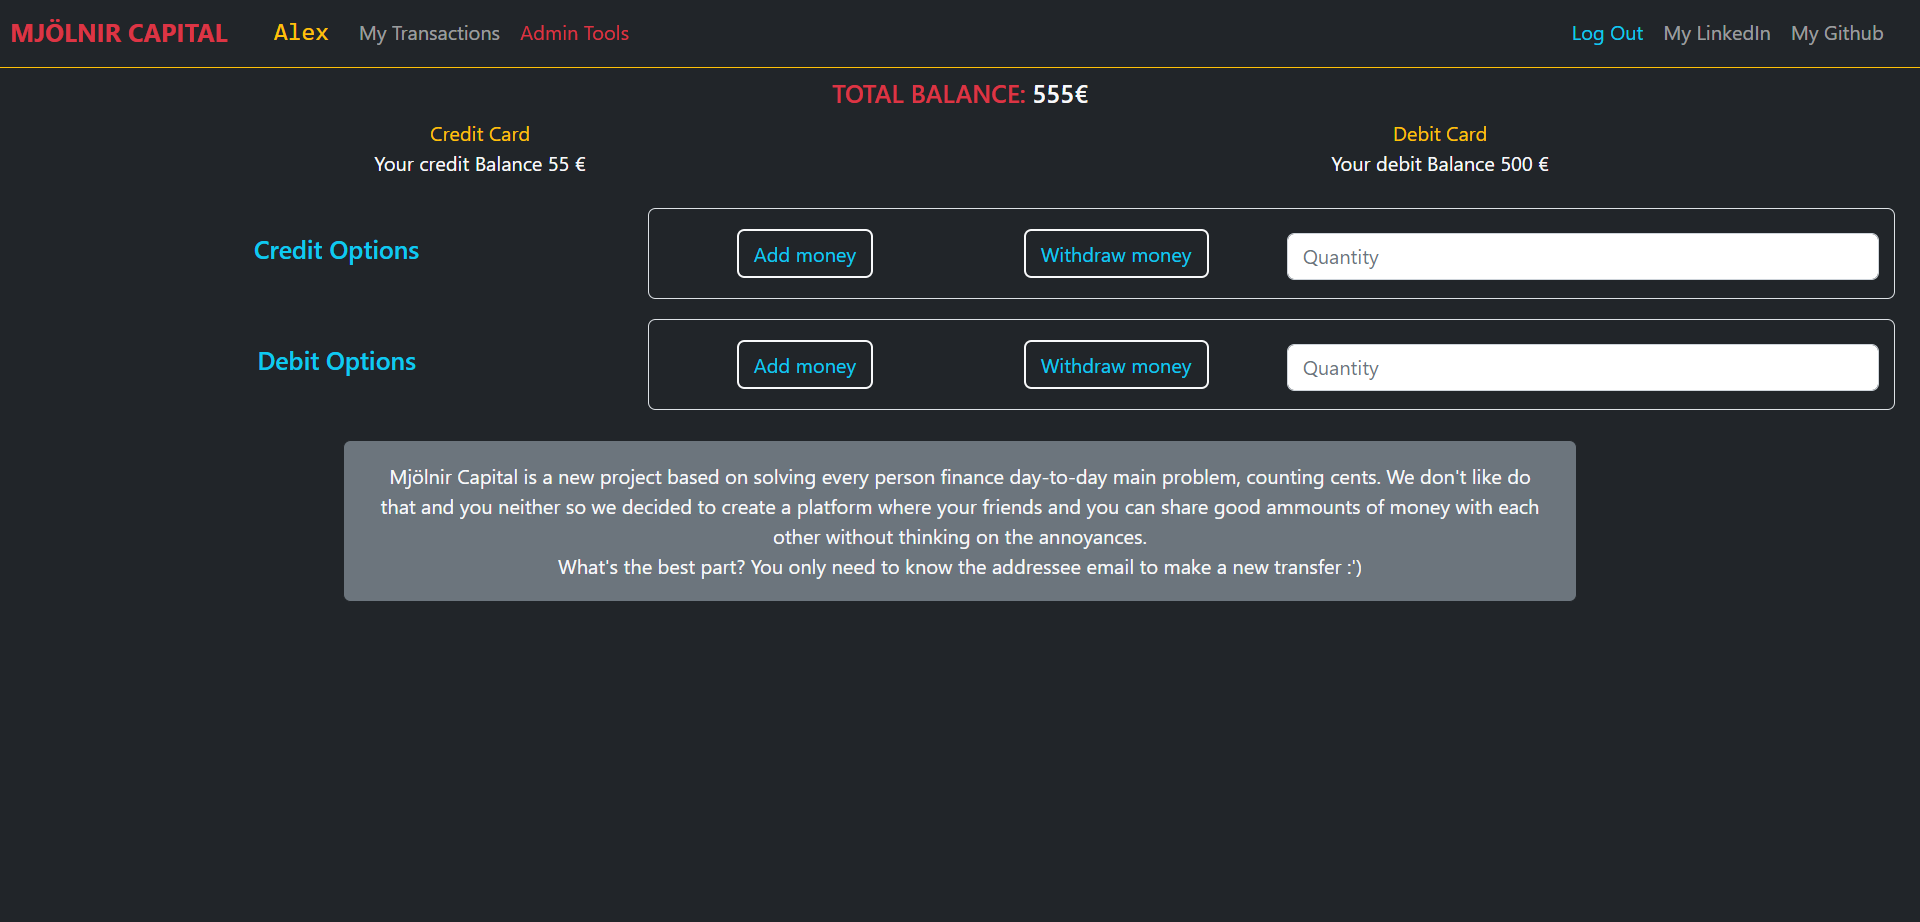 MJÖLNIR CAPITAL Alex My Transactions Admin Tools Log Out My LinkedIn My Github
TOTAL BALANCE: 555€
Credit Card
Your credit Balance 55 €
Debit Card
Your debit Balance 500 €
Credit Options Add money Withdraw money Quantity
Debit Options Add money Withdraw money Quantity
Mjölnir Capital is a new project based on solving every person finance day-to-day main problem, counting cents. We don't like do
that and you neither so we decided to create a platform where your friends and you can share good ammounts of money with each
other without thinking on the annoyances.
What's the best part? You only need to know the addressee email to make a new transfer :')